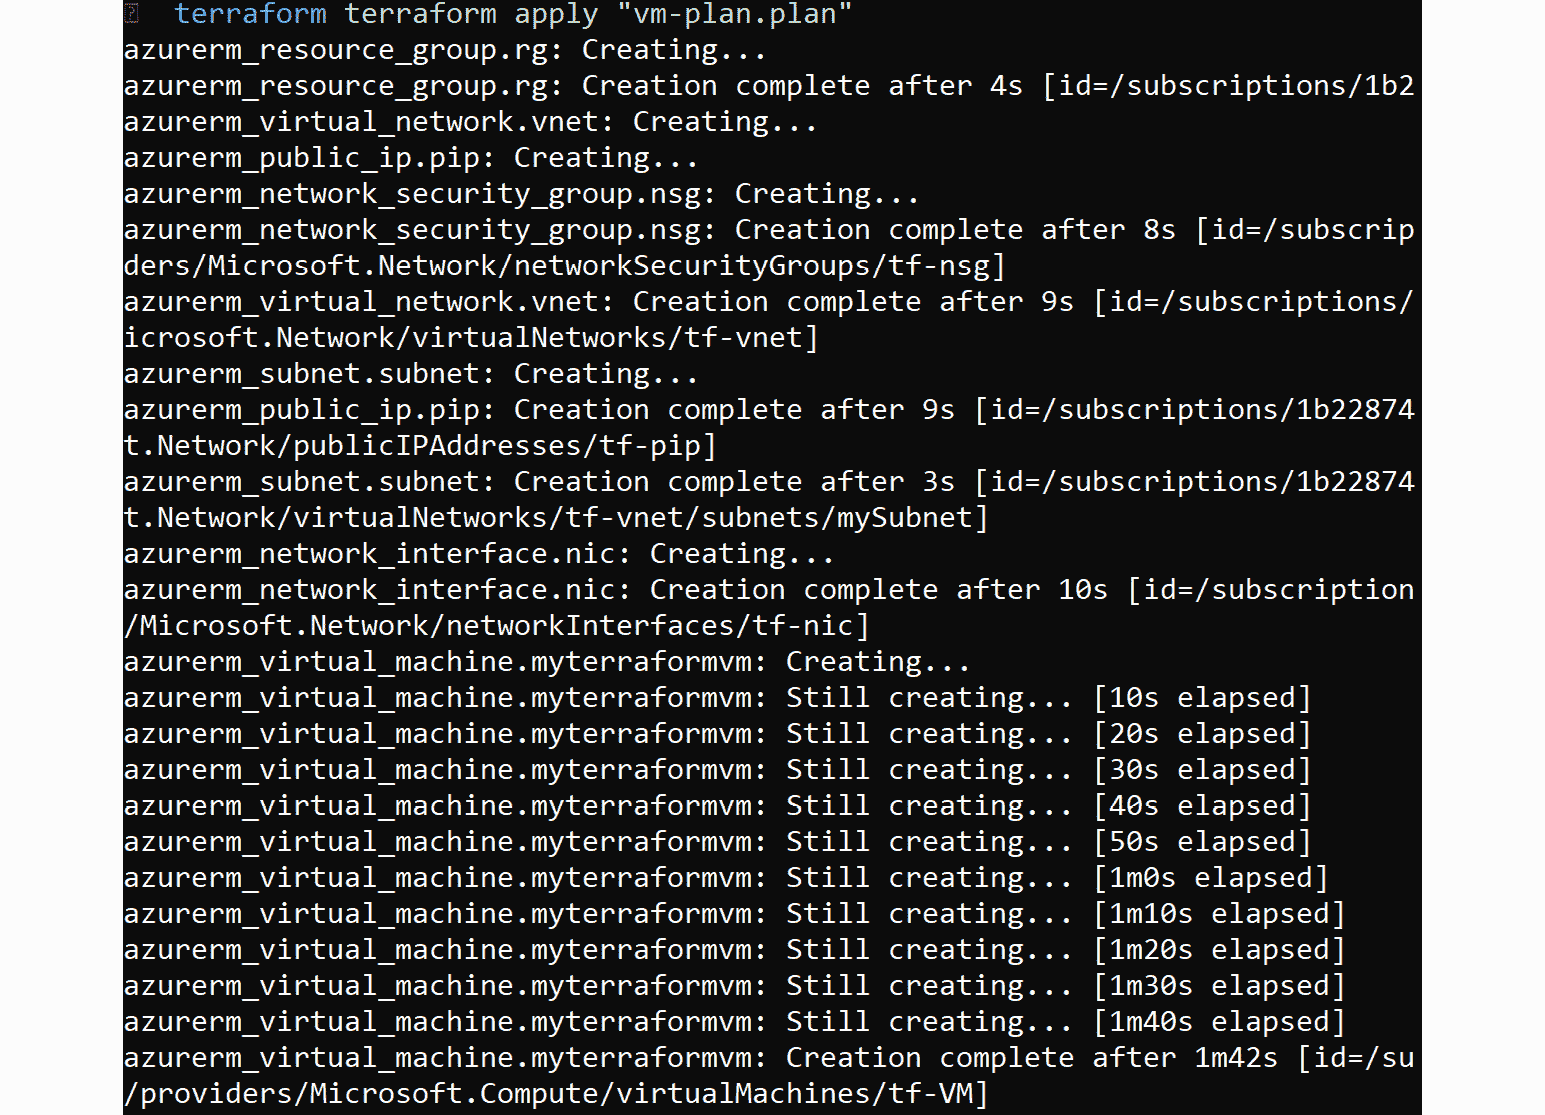 terraform terraform apply "vm-plan.plan"
azurerm_resource_group.rg: Creating...
azurerm_resource_group.rg: Creation complete after 4s [id=/subscriptions/1b2
azurerm_virtual_network.vnet: Creating...
azurerm_public_ip.pip: Creating...
azurerm_network_security_group.nsg: Creating...
azurerm_network_security_group.nsg: Creation complete after 8s [id=/subscrip
ders/Microsoft.Network/networkSecurityGroups/tf-nsg]
azurerm_virtual_network.vnet: Creation complete after 9s [id=/subscriptions/
icrosoft.Network/virtualNetworks/tf-vnet]
azurerm_subnet.subnet: Creating...
azurerm_public_ip.pip: Creation complete after 9s [id=/subscriptions/1b22874
t.Network/publicIPAddresses/tf-pip]
azurerm_subnet.subnet: Creation complete after 3s [id=/subscriptions/1b22874
t.Network/virtualNetworks/tf-vnet/subnets/mySubnet]
azurerm_network_interface.nic: Creating...
azurerm_network_interface.nic: Creation complete after 10s [id=/subscription
/Microsoft.Network/networkInterfaces/tf-nic]
azurerm_virtual_machine.myterraformvm: Creating...
azurerm_virtual_machine.myterraformvm: Still creating... [10s elapsed]
azurerm_virtual_machine.myterraformvm: Still creating... [20s elapsed]
azurerm_virtual_machine.myterraformvm: Still creating... [30s elapsed]
azurerm_virtual_machine.myterraformvm: Still creating... [40s elapsed]
azurerm_virtual_machine.myterraformvm: Still creating... [50s elapsed]
azurerm_virtual_machine.myterraformvm: Still creating... [1m0s elapsed]
azurerm_virtual_machine.myterraformvm: Still creating... [1m10s elapsed]
azurerm_virtual_machine.myterraformvm: Still creating... [1m20s elapsed]
azurerm_virtual_machine.myterraformvm: Still creating... [1m30s elapsed]
azurerm_virtual_machine.myterraformvm: Still creating... [1m40s elapsed]
azurerm_virtual_machine.myterraformvm: Creation complete after 1m42s [id=/su
/providers/Microsoft.Compute/virtualMachines/tf-VM]